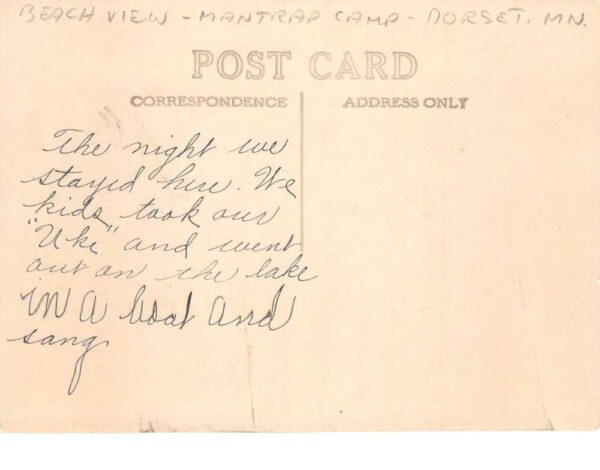 BEACH VIEW - MANTRAP CAMP - DORSET, MN.
POST CARD
CORRESPONDENCE ADDRESS ONLY
The night we
stayed here. We
kids took our
"Uke" and went
out on the lake
in a boat and
sang